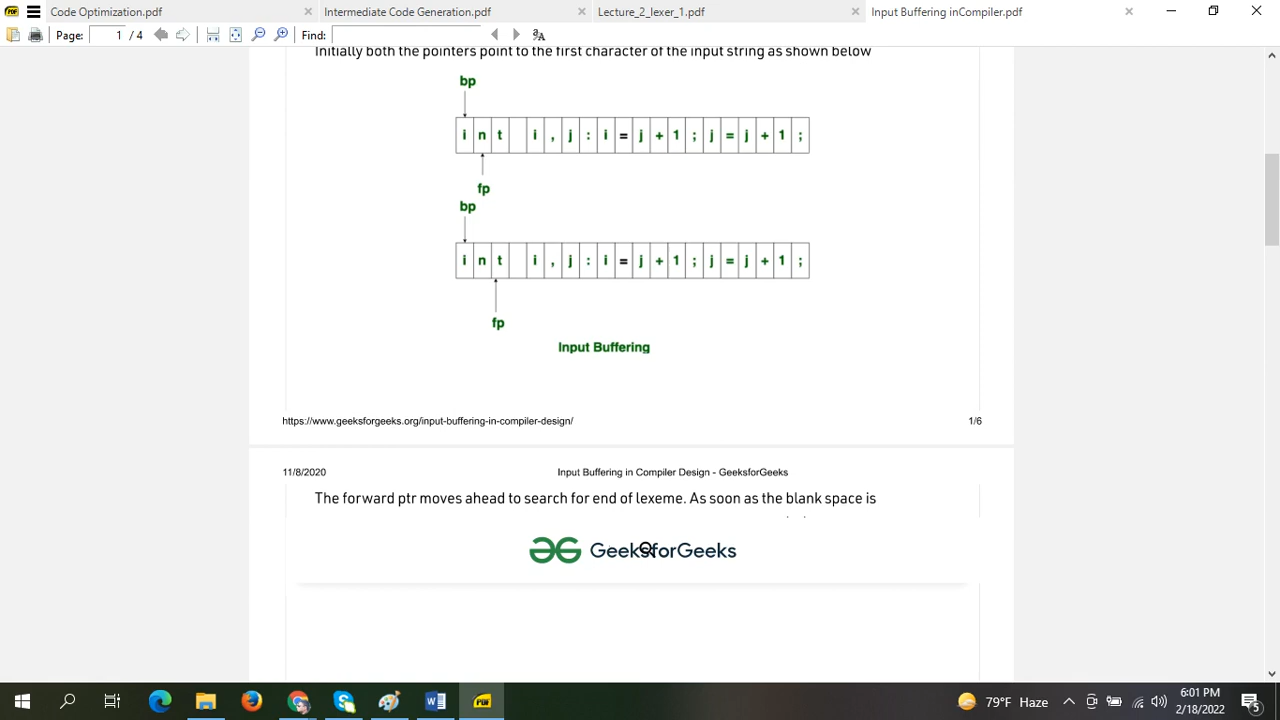 Code Optimization.pdf
Intermediate Code Generation.pdf
Lecture_2_lexer_1.pdf
Input Buffering inCompiler.pdf
Page: 1 / 4 Find:
Initially both the pointers point to the first character of the input string as shown below
bp
i n t i , j : i = j + 1 ; j = j + 1 ;
fp
bp
i n t i , j : i = j + 1 ; j = j + 1 ;
fp
Input Buffering
https://www.geeksforgeeks.org/input-buffering-in-compiler-design/ 1/6
11/8/2020 Input Buffering in Compiler Design - GeeksforGeeks
The forward ptr moves ahead to search for end of lexeme. As soon as the blank space is
GeeksforGeeks
79°F Haze
6:01 PM
2/18/2022
5